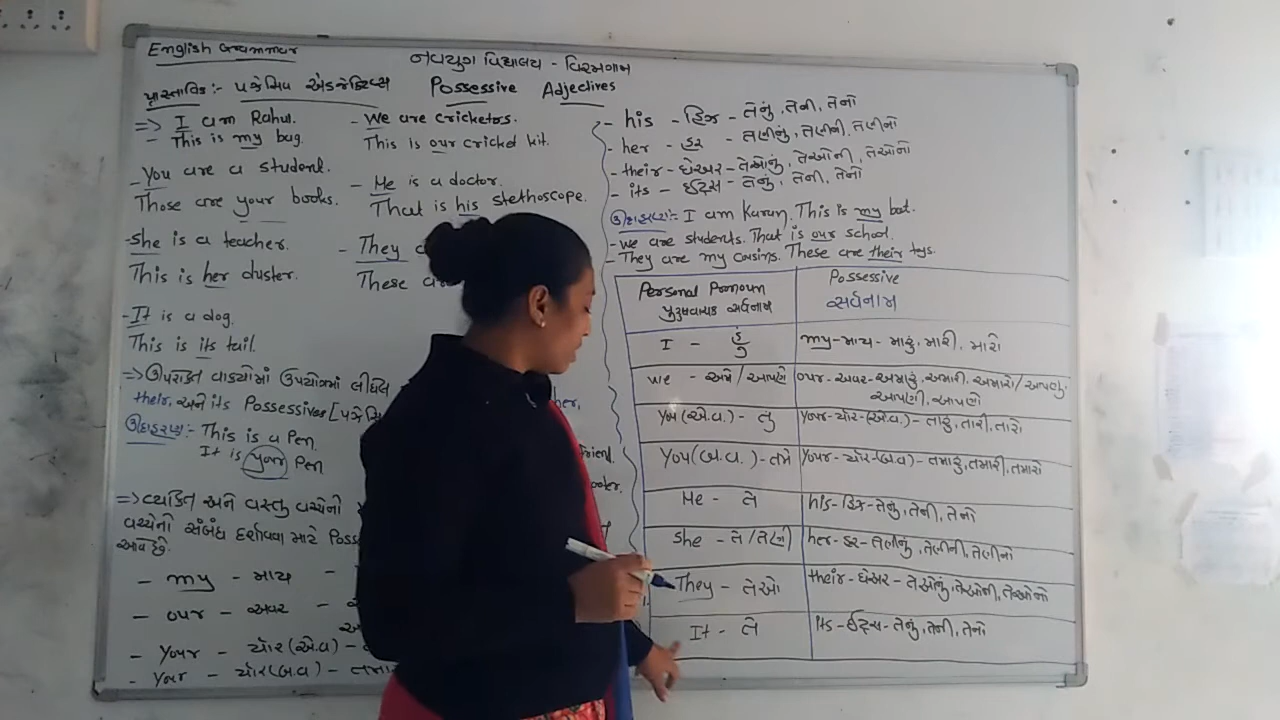 English Grammar
નવયુગ વિદ્યાલય - વિરમગામ
પ્રાસ્તાવિક :- પઝેસિવ એડજેક્ટિવ્સ Possessive Adjectives
=> I am Rahul.
- This is my bag.
- You are a student.
Those are your books.
- She is a teacher.
This is her duster.
- It is a dog.
This is its tail.
- We are cricketers.
This is our cricket kit.
- He is a doctor.
That is his stethoscope.
- They
These
=> ઉપરોક્ત વાક્યોમાં ઉપયોગમાં લીધેલ her,
their, અને its Possessives [
ઉદાહરણ :- This is a Pen.
It is your Pen
friend.
=> વ્યક્તિ અને વસ્તુ વચ્ચેનો
વચ્ચેનો સંબંધ દર્શાવવા માટે
આવે છે.
- my - માય -
- our - અવર -
- Your - યૉર (એ.વ) -
- Your - યૉર (બ.વ) -
- his - હિઝ - તેનું, તેની, તેનો
- her - હર - તેણીનું, તેણીની, તેણીનો
- their - ધેઅર - તેઓનું, તેઓની, તેઓનો
- its - ઈટ્સ - તેનું, તેની, તેનો
ઉદાહરણ :- I am Karan. This is my bat.
- We are students. That is our school.
- They are my cousins. These are their toys.
Personal Pronoun Possessive
પુરુષવાચક સર્વનામ સર્વનામ
I - હું my - માય - મારું, મારી, મારો
We - અમે / આપણે our - અવર - અમારું, અમારી, અમારો / આપણું,
આપણી, આપણો
You (એ.વ.) - તુ Your - યૉર - (એ.વ.) - તારું, તારી, તારો
You (બ.વ.) - તમે Your - યૉર - (બ.વ) - તમારું, તમારી, તમારો
He - તે his - હિઝ - તેનું, તેની, તેનો
She - તે / તેણી her - હર - તેણીનું, તેણીની, તેણીનો
They - તેઓ their - ધેઅર - તેઓનું, તેઓની, તેઓનો
It - તે Its - ઈટ્સ - તેનું, તેની, તેનો